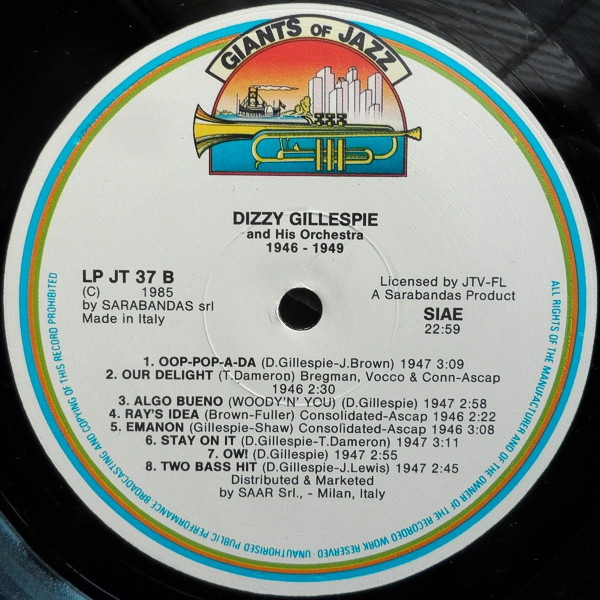 GIANTS OF JAZZ
DIZZY GILLESPIE
and His Orchestra
1946 - 1949
LP JT 37 B
(C) 1985
by SARABANDAS srl
Made in Italy
Licensed by JTV-FL
A Sarabandas Product
SIAE
22:59
1. OOP-POP-A-DA (D.Gillespie-J.Brown) 1947 3:09
2. OUR DELIGHT (T.Dameron) Bregman, Vocco & Conn-Ascap
1946 2:30
3. ALGO BUENO (WOODY'N' YOU) (D.Gillespie) 1947 2:58
4. RAY'S IDEA (Brown-Fuller) Consolidated-Ascap 1946 2:22
5. EMANON (Gillespie-Shaw) Consolidated-Ascap 1946 3:08
6. STAY ON IT (D.Gillespie-T.Dameron) 1947 3:11
7. OW! (D.Gillespie) 1947 2:55
8. TWO BASS HIT (D.Gillespie-J.Lewis) 1947 2:45
Distributed & Marketed
by SAAR Srl., - Milan, Italy
ALL RIGHTS OF THE MANUFACTURER AND OF THE OWNER OF THE RECORDED WORK RESERVED - UNAUTHORISED PUBLIC PERFORMANCE BROADCASTING AND COPYING OF THIS RECORD PROHIBITED